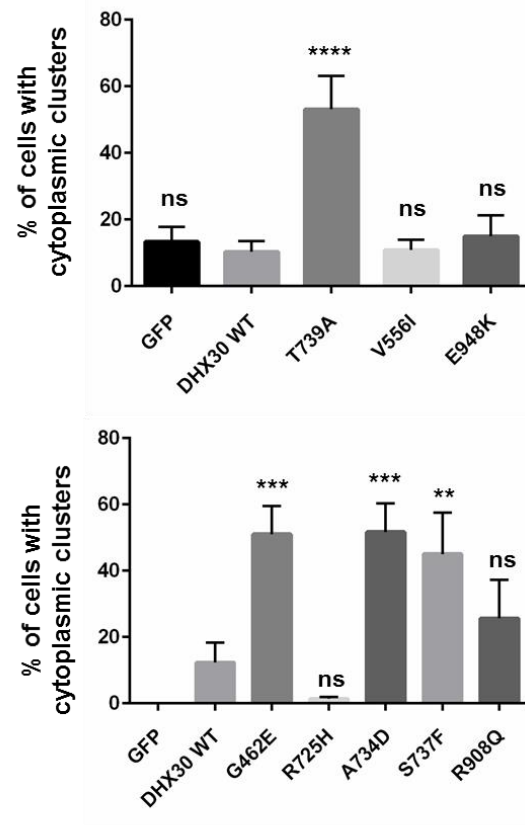 % of cells with
cytoplasmic clusters
80
60
40
20
0
ns
****
ns
ns
GFP
DHX30 WT
T739A
V556I
E948K
% of cells with
cytoplasmic clusters
80
60
40
20
0
***
ns
***
**
ns
GFP
DHX30 WT
G462E
R725H
A734D
S737F
R908Q